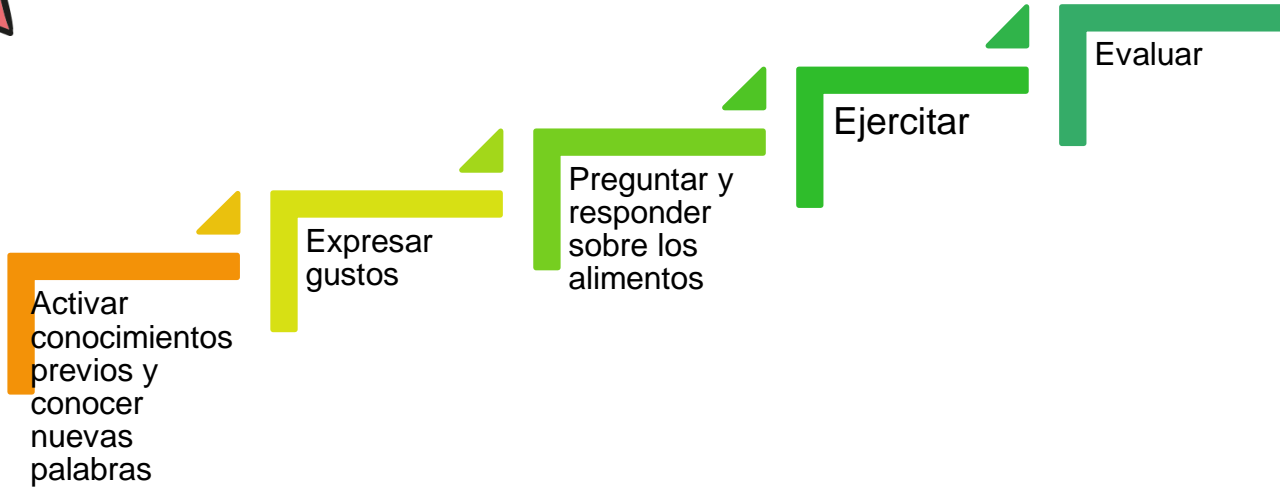 Activar
conocimientos
previos y
conocer
nuevas
palabras
Expresar
gustos
Preguntar y
responder
sobre los
alimentos
Ejercitar
Evaluar